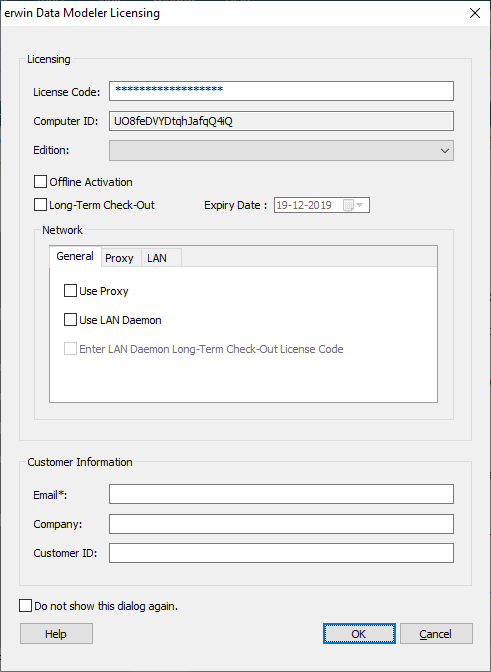 erwin Data Modeler Licensing
Licensing
License Code: ******************
Computer ID: UO8feDVYDtqhJafqQ4iQ
Edition:
Offline Activation
Long-Term Check-Out Expiry Date : 19-12-2019
Network
General Proxy LAN
Use Proxy
Use LAN Daemon
Enter LAN Daemon Long-Term Check-Out License Code
Customer Information
Email*:
Company:
Customer ID:
Do not show this dialog again.
Help OK Cancel